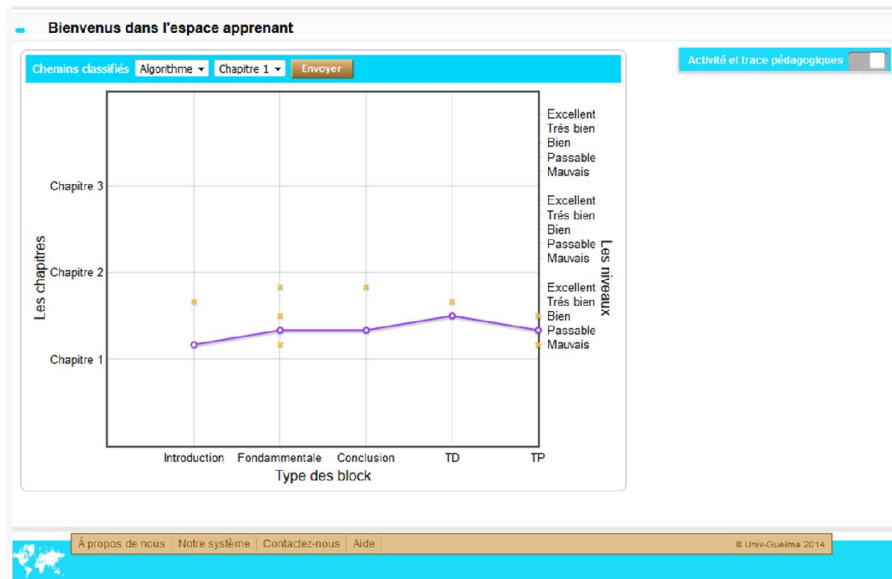 Bienvenus dans l'espace apprenant
Chemins classifiés Algorithme Chapitre 1 Envoyer
Activité et trace pédagogiques
Excellent
Trés bien
Bien
Passable
Mauvais
Chapitre 3
Excellent
Trés bien
Bien
Passable
Mauvais
Chapitre 2
Excellent
Trés bien
Bien
Passable
Mauvais
Chapitre 1
Les chapitres
Les niveaux
Introduction Fondammentale Conclusion TD TP
Type des block
À propos de nous Notre système Contactez-nous Aide
© Univ-Guelma 2014